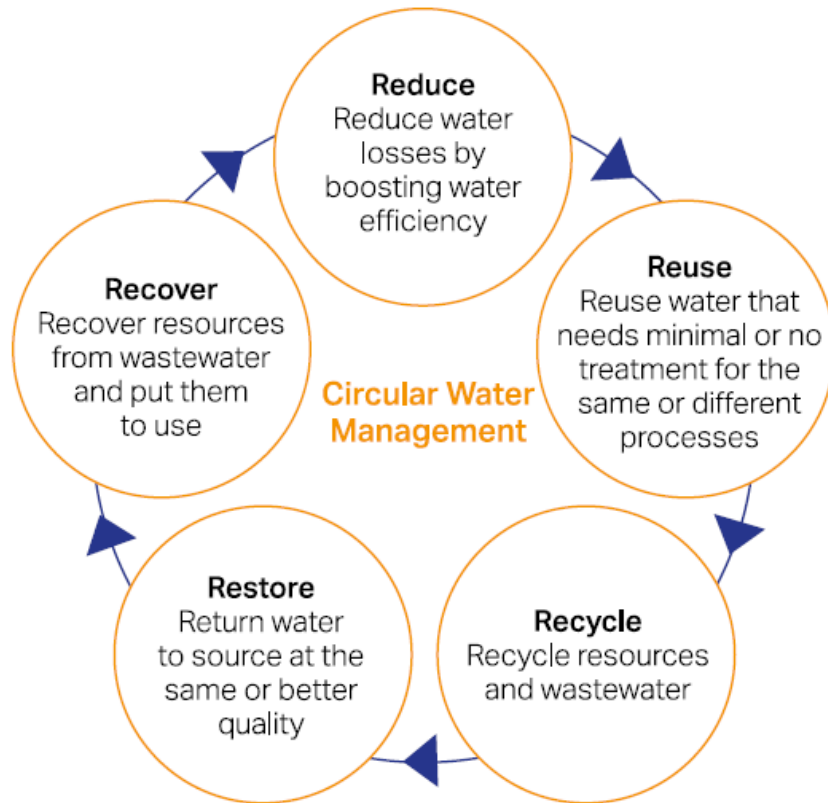 Reduce
Reduce water
losses by
boosting water
efficiency
Reuse
Reuse water that
needs minimal or no
treatment for the
same or different
processes
Recycle
Recycle resources
and wastewater
Restore
Return water
to source at the
same or better
quality
Recover
Recover resources
from wastewater
and put them
to use
Circular Water
Management